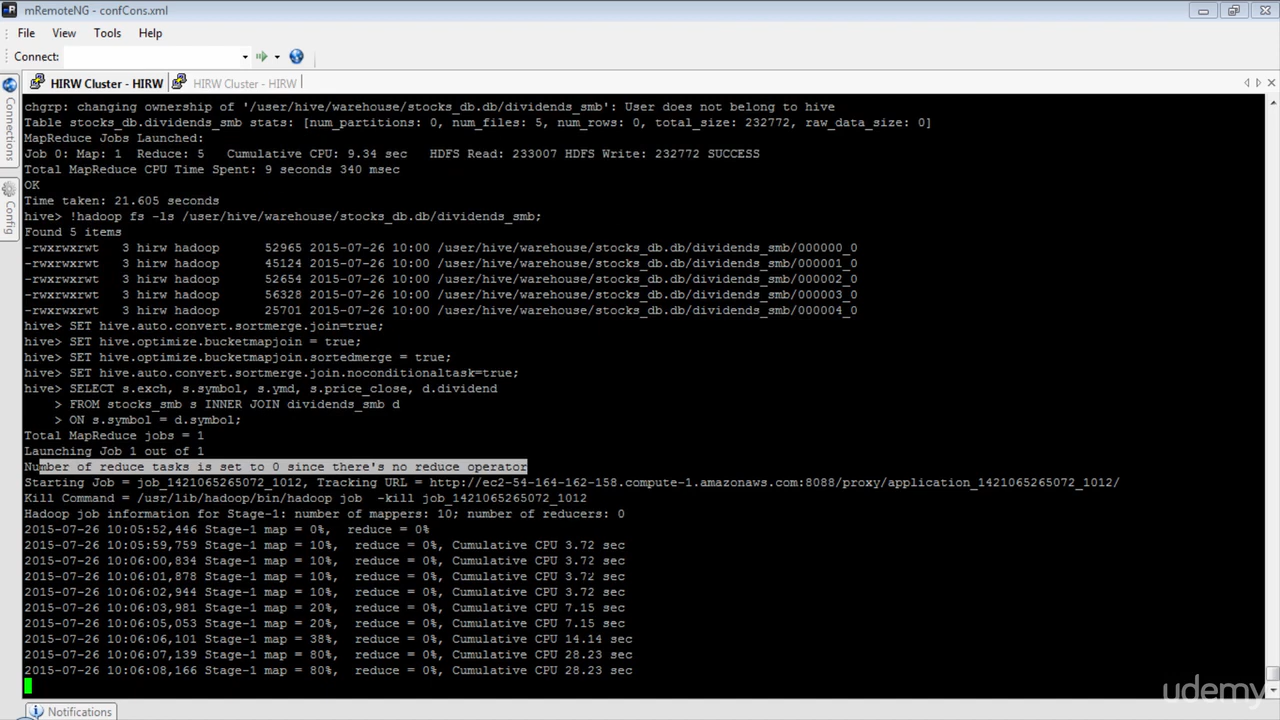 mRemoteNG - confCons.xml
File View Tools Help
Connect:
HIRW Cluster - HIRW HIRW Cluster - HIRW
Connections
Config
chgrp: changing ownership of '/user/hive/warehouse/stocks_db.db/dividends_smb': User does not belong to hive
Table stocks_db.dividends_smb stats: [num_partitions: 0, num_files: 5, num_rows: 0, total_size: 232772, raw_data_size: 0]
MapReduce Jobs Launched:
Job 0: Map: 1  Reduce: 5   Cumulative CPU: 9.34 sec   HDFS Read: 233007 HDFS Write: 232772 SUCCESS
Total MapReduce CPU Time Spent: 9 seconds 340 msec
OK
Time taken: 21.605 seconds
hive> !hadoop fs -ls /user/hive/warehouse/stocks_db.db/dividends_smb;
Found 5 items
-rwxrwxrwt   3 hirw hadoop      52965 2015-07-26 10:00 /user/hive/warehouse/stocks_db.db/dividends_smb/000000_0
-rwxrwxrwt   3 hirw hadoop      45124 2015-07-26 10:00 /user/hive/warehouse/stocks_db.db/dividends_smb/000001_0
-rwxrwxrwt   3 hirw hadoop      52654 2015-07-26 10:00 /user/hive/warehouse/stocks_db.db/dividends_smb/000002_0
-rwxrwxrwt   3 hirw hadoop      56328 2015-07-26 10:00 /user/hive/warehouse/stocks_db.db/dividends_smb/000003_0
-rwxrwxrwt   3 hirw hadoop      25701 2015-07-26 10:00 /user/hive/warehouse/stocks_db.db/dividends_smb/000004_0
hive> SET hive.auto.convert.sortmerge.join=true;
hive> SET hive.optimize.bucketmapjoin = true;
hive> SET hive.optimize.bucketmapjoin.sortedmerge = true;
hive> SET hive.auto.convert.sortmerge.join.noconditionaltask=true;
hive> SELECT s.exch, s.symbol, s.ymd, s.price_close, d.dividend
    > FROM stocks_smb s INNER JOIN dividends_smb d
    > ON s.symbol = d.symbol;
Total MapReduce jobs = 1
Launching Job 1 out of 1
Number of reduce tasks is set to 0 since there's no reduce operator
Starting Job = job_1421065265072_1012, Tracking URL = http://ec2-54-164-162-158.compute-1.amazonaws.com:8088/proxy/application_1421065265072_1012/
Kill Command = /usr/lib/hadoop/bin/hadoop job  -kill job_1421065265072_1012
Hadoop job information for Stage-1: number of mappers: 10; number of reducers: 0
2015-07-26 10:05:52,446 Stage-1 map = 0%,  reduce = 0%
2015-07-26 10:05:59,759 Stage-1 map = 10%,  reduce = 0%, Cumulative CPU 3.72 sec
2015-07-26 10:06:00,834 Stage-1 map = 10%,  reduce = 0%, Cumulative CPU 3.72 sec
2015-07-26 10:06:01,878 Stage-1 map = 10%,  reduce = 0%, Cumulative CPU 3.72 sec
2015-07-26 10:06:02,944 Stage-1 map = 10%,  reduce = 0%, Cumulative CPU 3.72 sec
2015-07-26 10:06:03,981 Stage-1 map = 20%,  reduce = 0%, Cumulative CPU 7.15 sec
2015-07-26 10:06:05,053 Stage-1 map = 20%,  reduce = 0%, Cumulative CPU 7.15 sec
2015-07-26 10:06:06,101 Stage-1 map = 38%,  reduce = 0%, Cumulative CPU 14.14 sec
2015-07-26 10:06:07,139 Stage-1 map = 80%,  reduce = 0%, Cumulative CPU 28.23 sec
2015-07-26 10:06:08,166 Stage-1 map = 80%,  reduce = 0%, Cumulative CPU 28.23 sec
udemy
Notifications